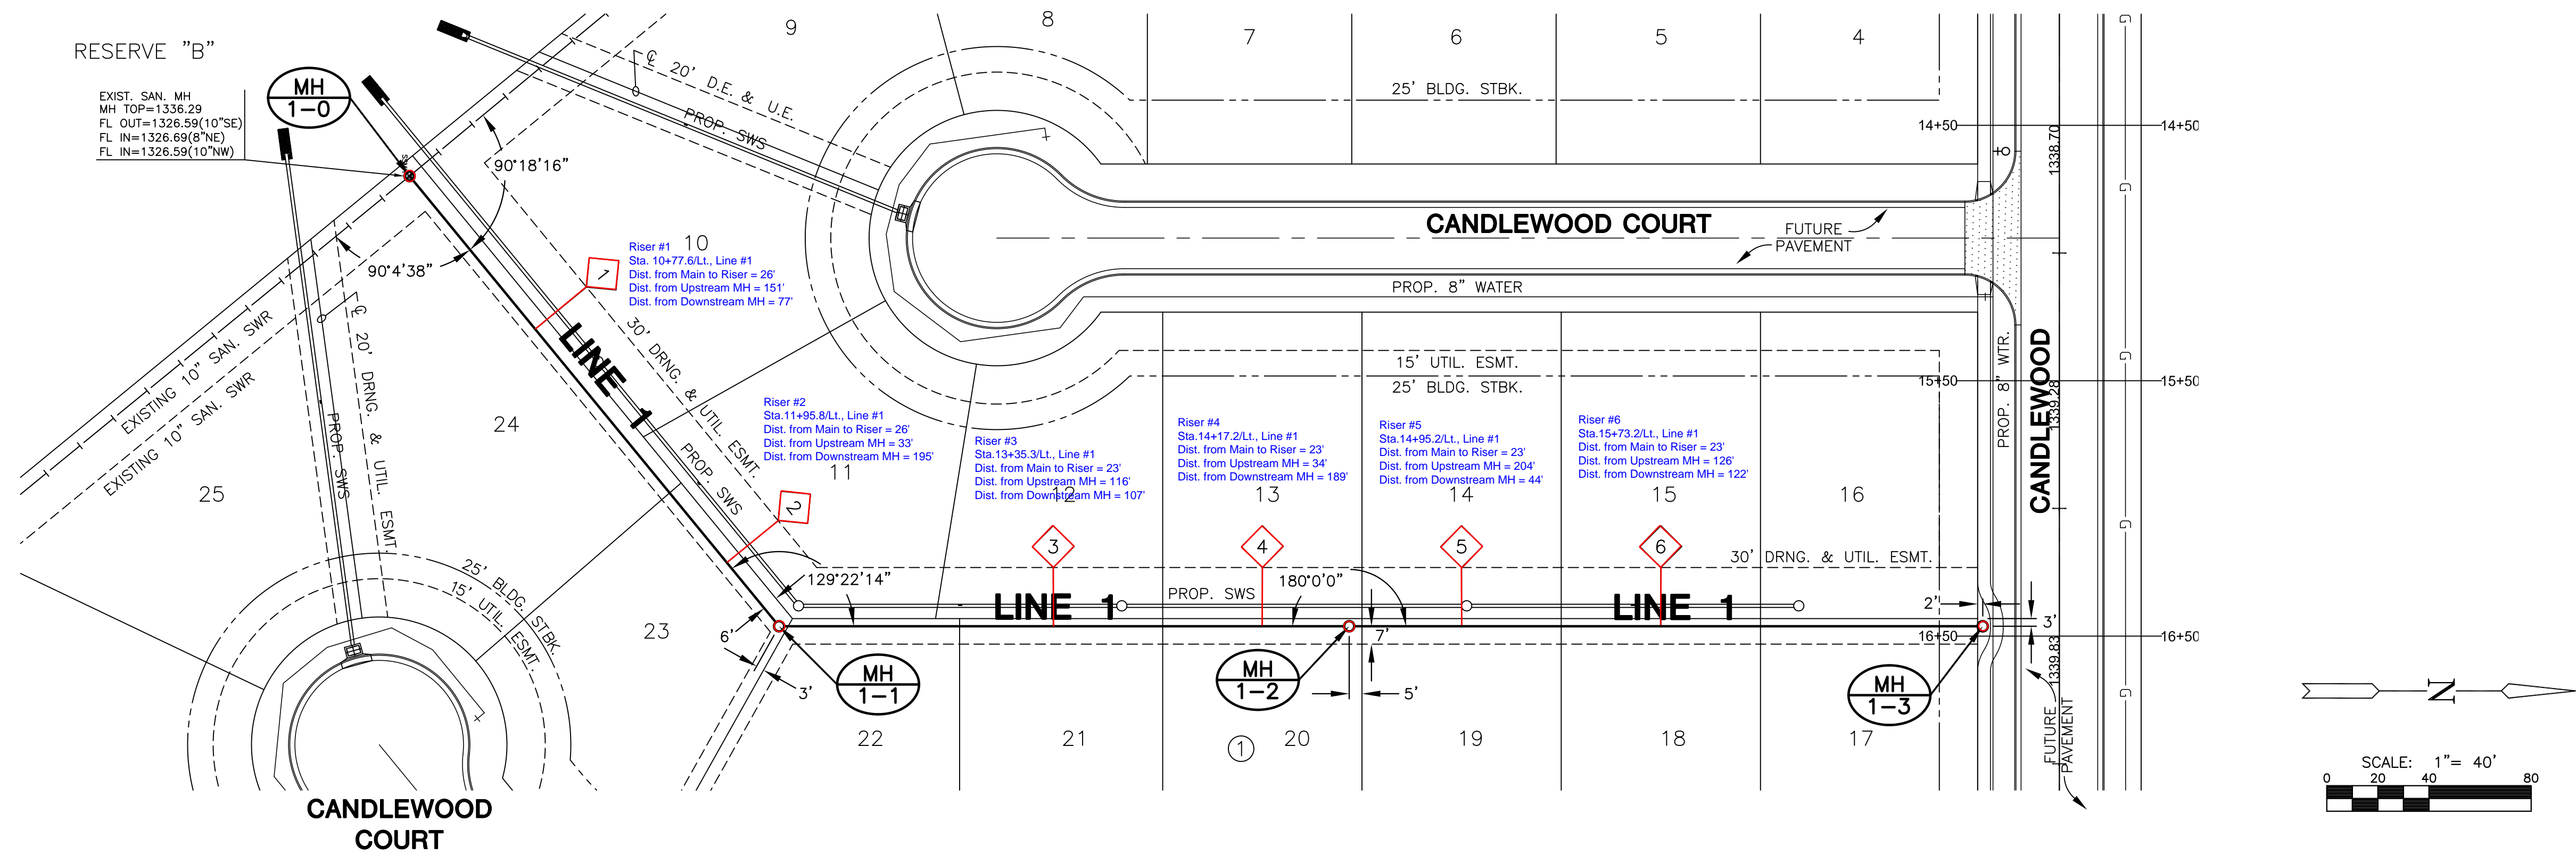 RESERVE "B"
EXIST. SAN. MH
MH TOP=1336.29
FL OUT=1326.59(10"SE)
FL IN=1326.69(8"NE)
FL IN=1326.59(10"NW)
MH
1-0
90°18'16"
90°4'38"
9
8
7
6
5
4
℄ 20' D.E. & U.E.
PROP. SWS
25' BLDG. STBK.
14+50
14+50
1338.70
CANDLEWOOD COURT
FUTURE
PAVEMENT
PROP. 8" WATER
10
Riser #1
Sta. 10+77.6/Lt., Line #1
Dist. from Main to Riser = 26'
Dist. from Upstream MH = 151'
Dist. from Downstream MH = 77'
1
LINE 1
30' DRNG. & UTIL. ESMT.
PROP. SWS
EXISTING 10" SAN. SWR
EXISTING 10" SAN. SWR
℄ 20' DRNG. & UTIL. ESMT.
PROP. SWS
24
25
15' UTIL. ESMT.
25' BLDG. STBK.
15+50
15+50
1339.28
PROP. 8" WTR.
CANDLEWOOD
Riser #2
Sta.11+95.8/Lt., Line #1
Dist. from Main to Riser = 26'
Dist. from Upstream MH = 33'
Dist. from Downstream MH = 195'
11
2
Riser #3
Sta.13+35.3/Lt., Line #1
Dist. from Main to Riser = 23'
Dist. from Upstream MH = 116'
Dist. from Downstream MH = 107'
12
3
Riser #4
Sta.14+17.2/Lt., Line #1
Dist. from Main to Riser = 23'
Dist. from Upstream MH = 34'
Dist. from Downstream MH = 189'
13
4
Riser #5
Sta.14+95.2/Lt., Line #1
Dist. from Main to Riser = 23'
Dist. from Upstream MH = 204'
Dist. from Downstream MH = 44'
14
5
Riser #6
Sta.15+73.2/Lt., Line #1
Dist. from Main to Riser = 23'
Dist. from Upstream MH = 126'
Dist. from Downstream MH = 122'
15
6
16
30' DRNG. & UTIL. ESMT.
129°22'14"
180°0'0"
PROP. SWS
LINE 1
LINE 1
2'
3'
16+50
16+50
1339.83
25' BLDG. STBK.
15' UTIL. ESMT.
23
6'
3'
7'
5'
MH
1-1
MH
1-2
MH
1-3
22
21
1
20
19
18
17
FUTURE
PAVEMENT
G
G
G
G
G
N
SCALE: 1"= 40'
0 20 40 80
CANDLEWOOD
COURT